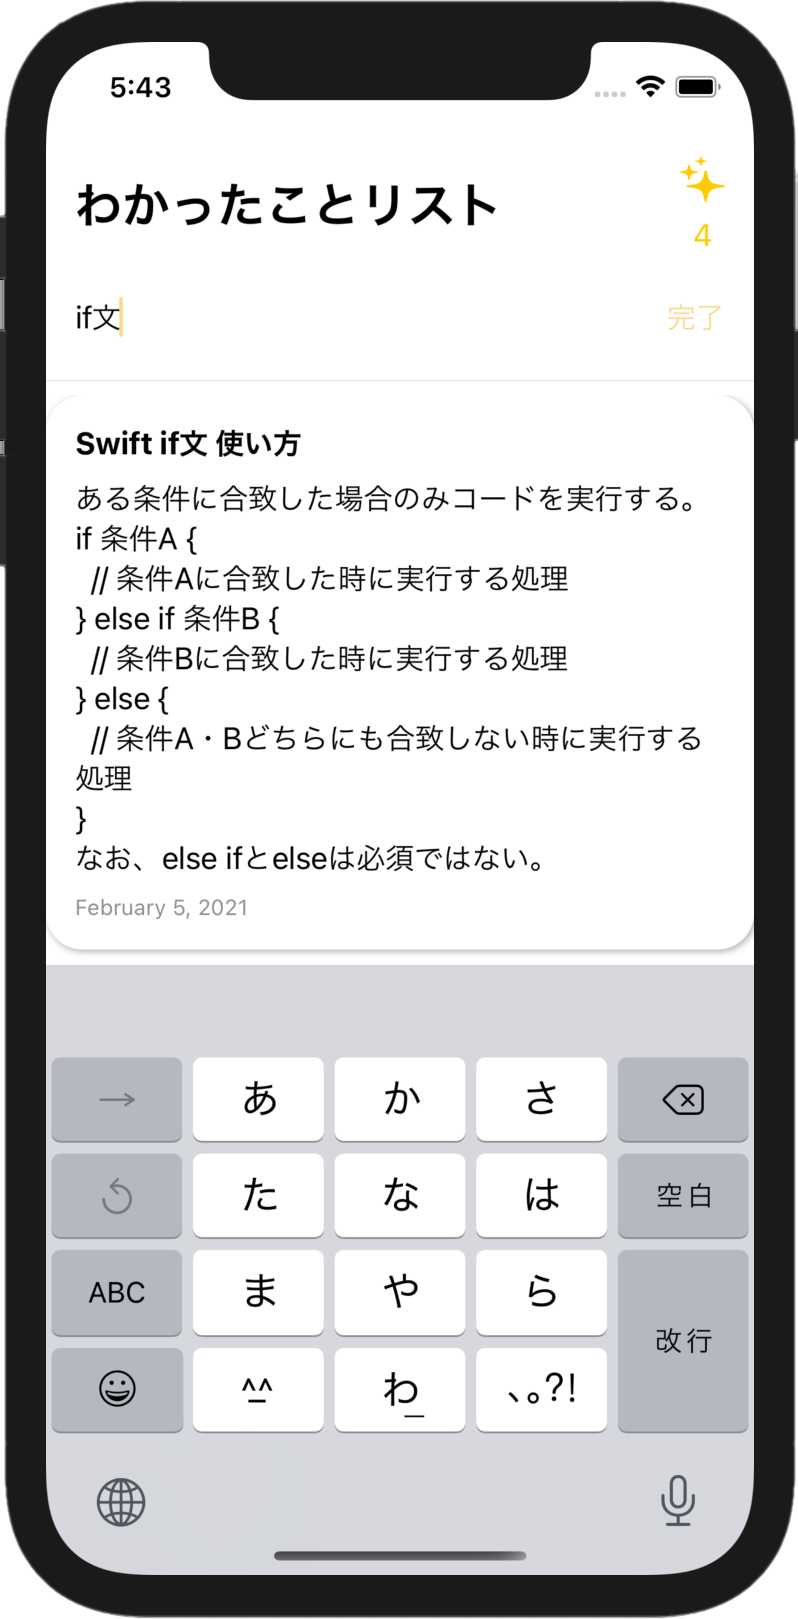 5:43
わかったことリスト
4
if文
完了
Swift if文 使い方
ある条件に合致した場合のみコードを実行する。
if 条件A {
  // 条件Aに合致した時に実行する処理
} else if 条件B {
  // 条件Bに合致した時に実行する処理
} else {
  // 条件A・Bどちらにも合致しない時に実行する
処理
}
なお、else ifとelseは必須ではない。
February 5, 2021
→ あ か さ
た な は 空白
ABC ま や ら
改行
^^ わ_ 、。?!